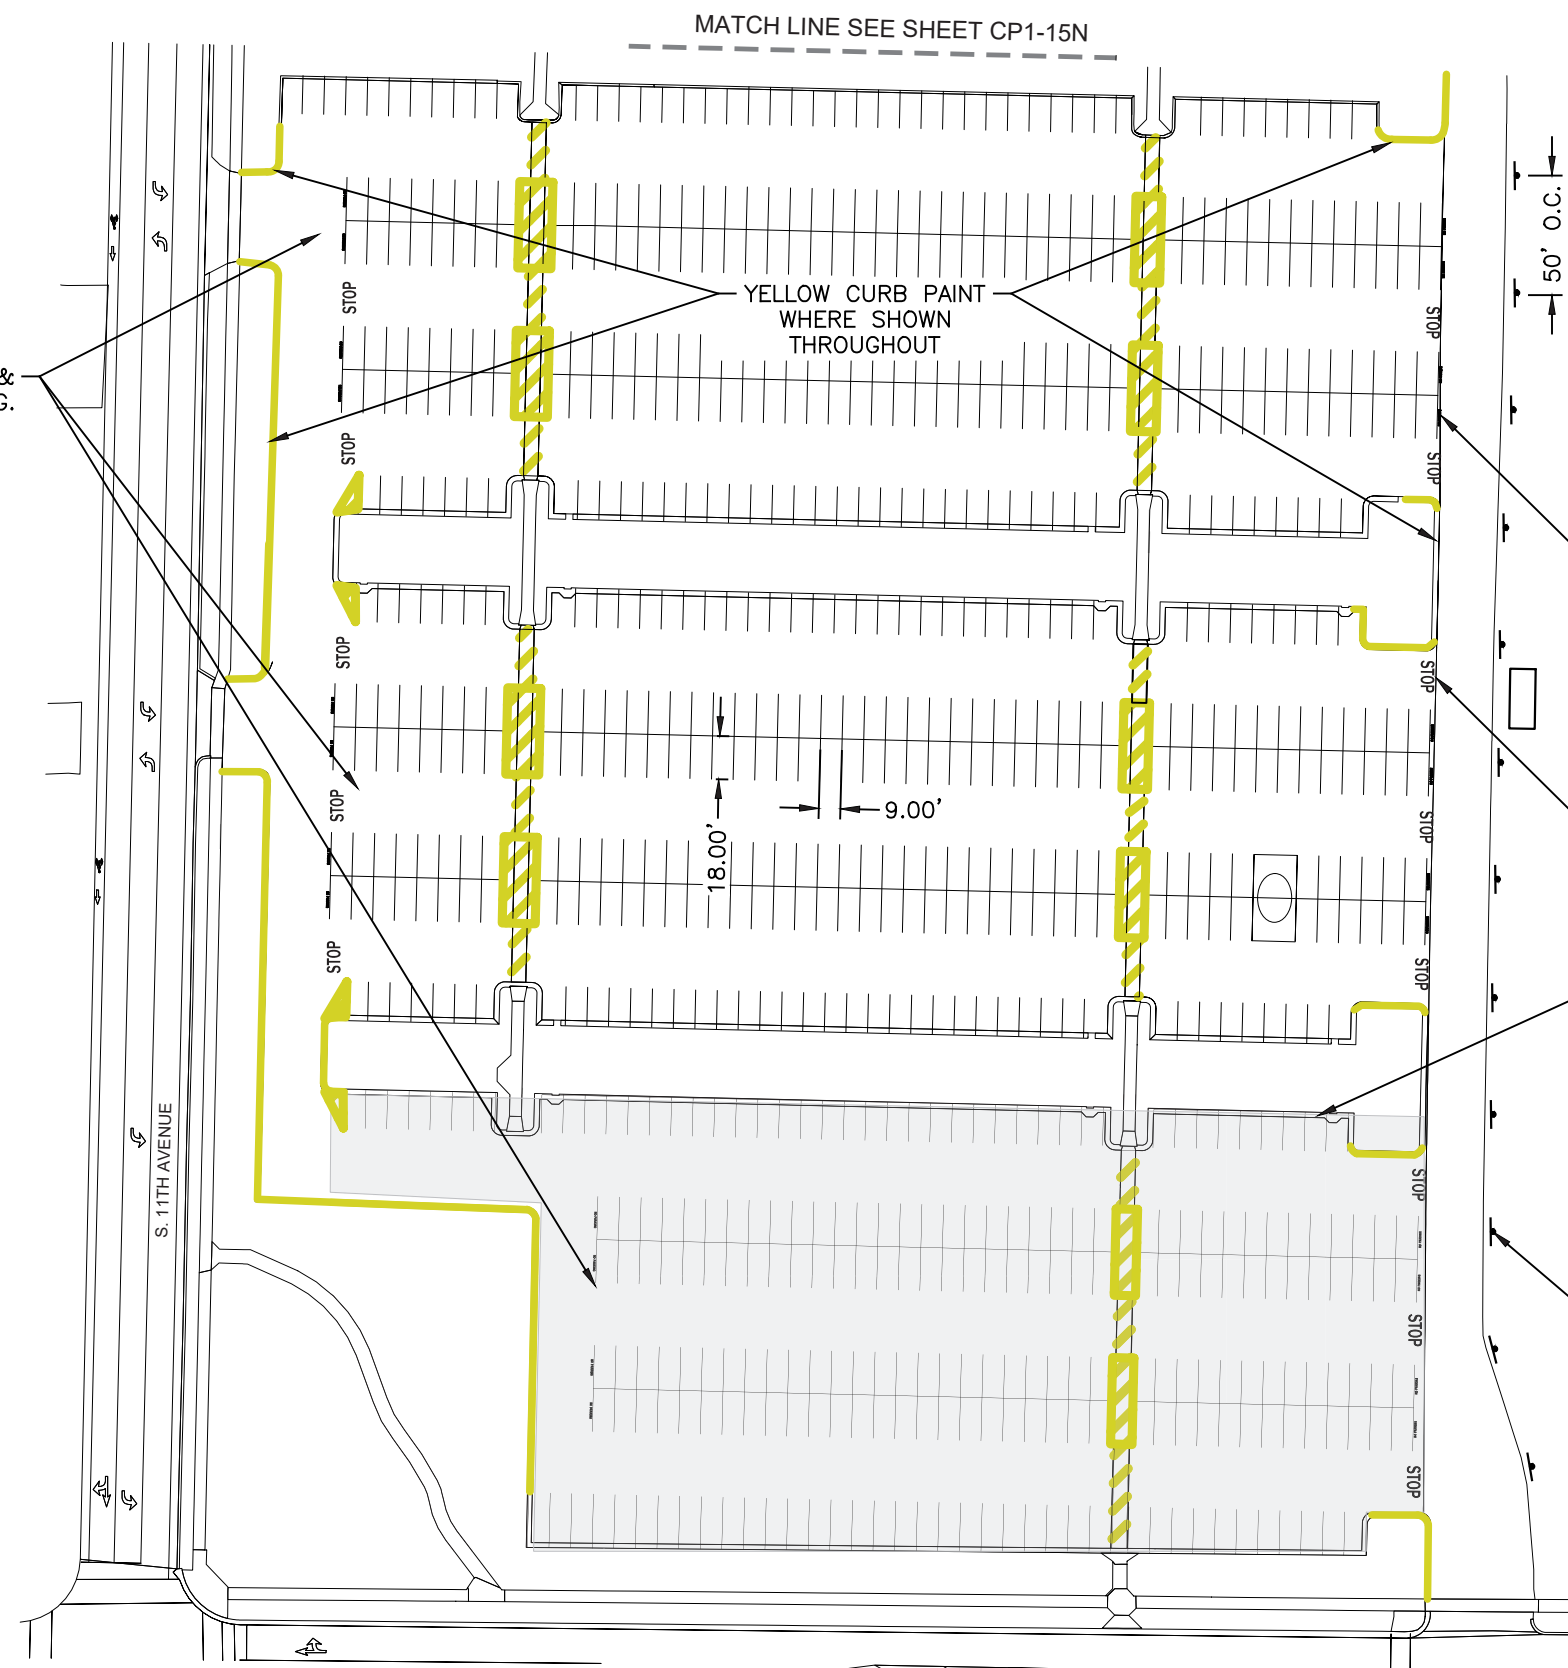 MATCH LINE SEE SHEET CP1-15N
50' O.C.
STOP
STOP
YELLOW CURB PAINT
WHERE SHOWN
THROUGHOUT
&
G.
STOP
STOP
STOP
STOP
9.00'
18.00'
STOP
STOP
STOP
STOP
S. 11TH AVENUE
STOP
STOP
STOP